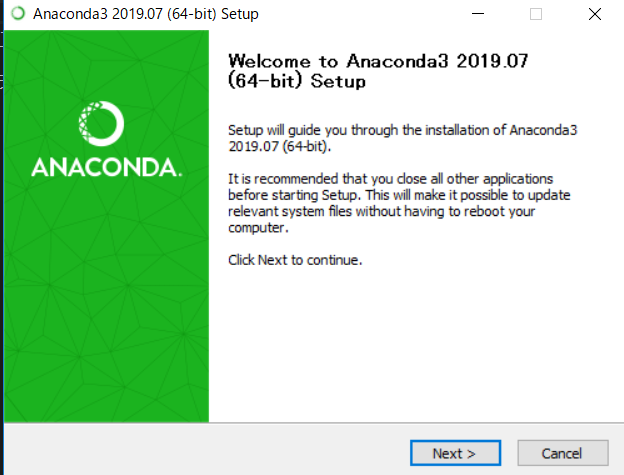 Anaconda3 2019.07 (64-bit) Setup
Welcome to Anaconda3 2019.07
(64-bit) Setup
ANACONDA.
Setup will guide you through the installation of Anaconda3
2019.07 (64-bit).
It is recommended that you close all other applications
before starting Setup. This will make it possible to update
relevant system files without having to reboot your
computer.
Click Next to continue.
Next >
Cancel